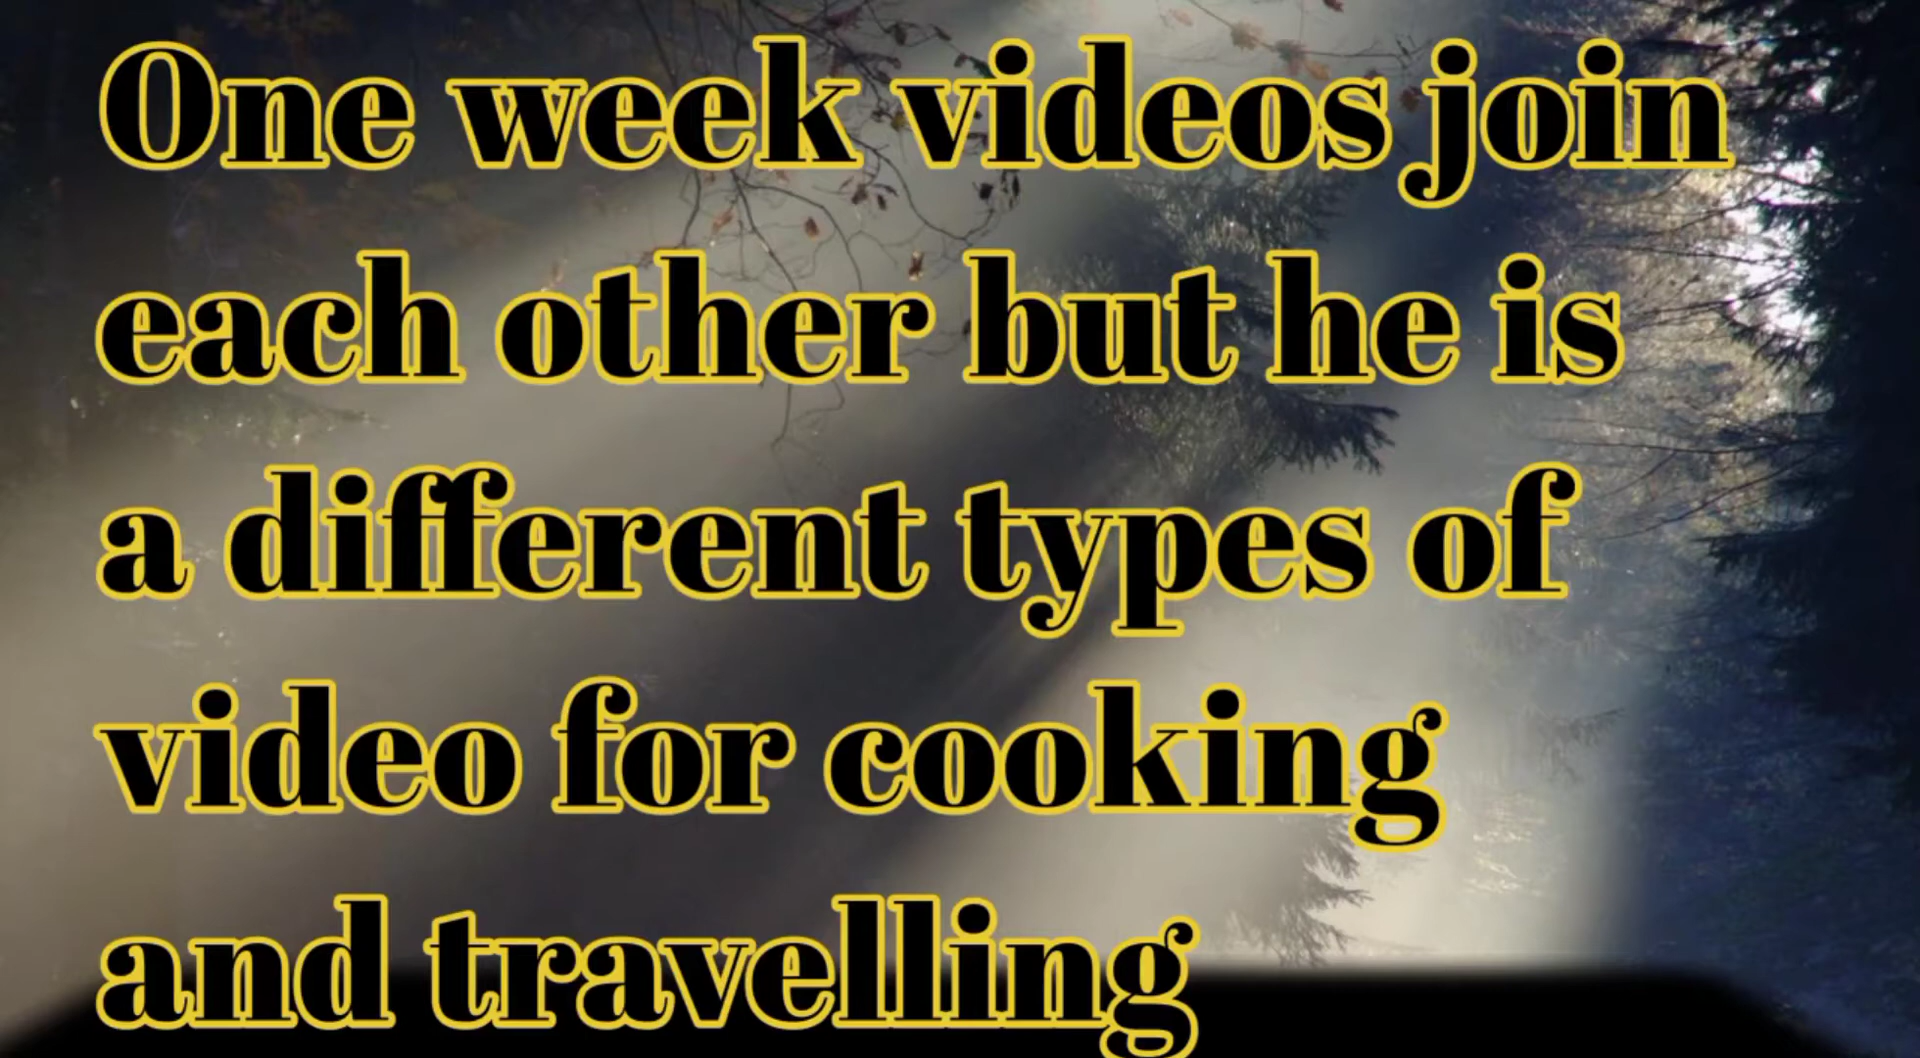 One week videos join
each other but he is
a different types of
video for cooking
and travelling